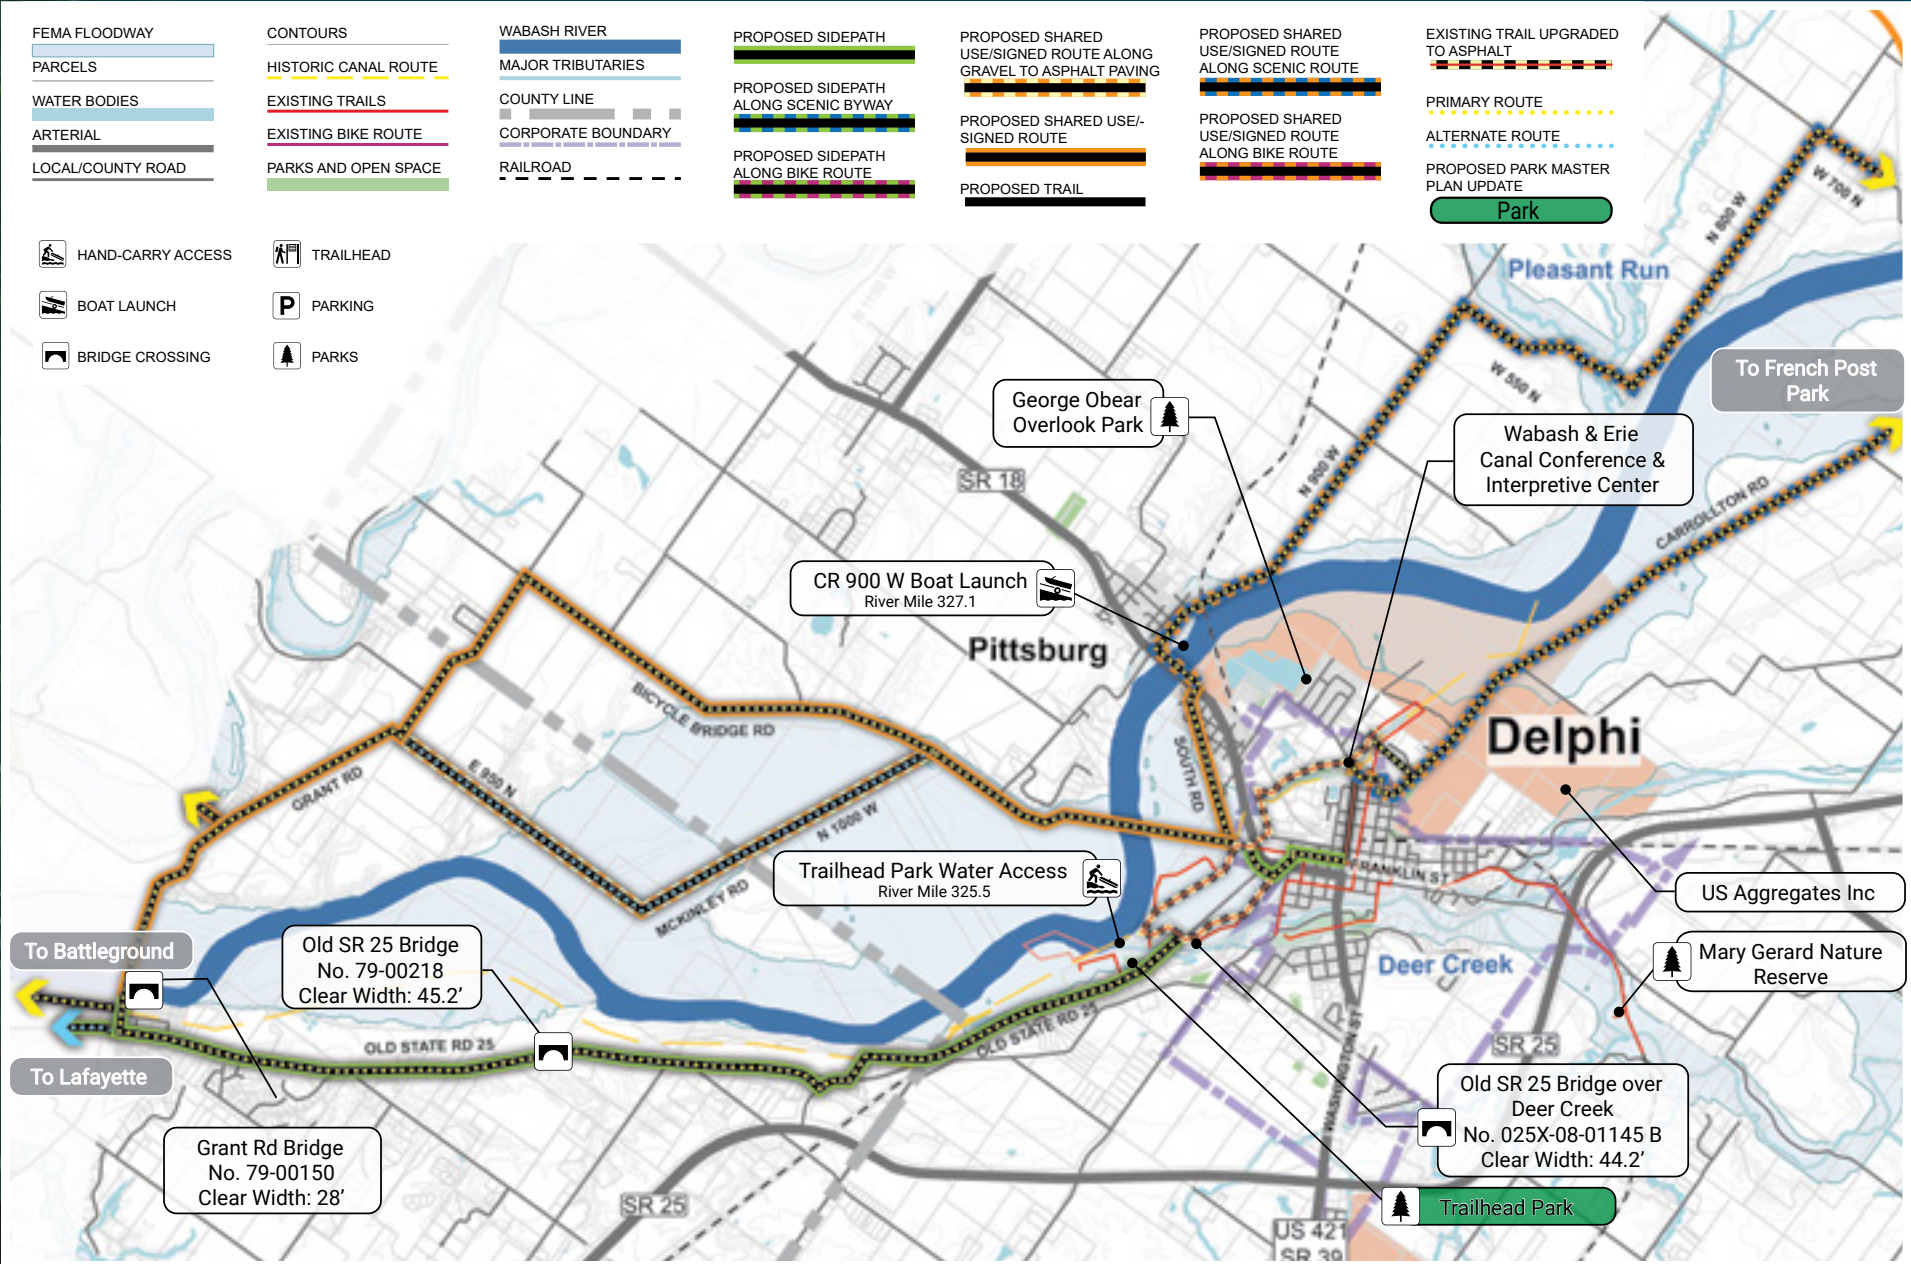 FEMA FLOODWAY
PARCELS
WATER BODIES
ARTERIAL
LOCAL/COUNTY ROAD
CONTOURS
HISTORIC CANAL ROUTE
EXISTING TRAILS
EXISTING BIKE ROUTE
PARKS AND OPEN SPACE
WABASH RIVER
MAJOR TRIBUTARIES
COUNTY LINE
CORPORATE BOUNDARY
RAILROAD
PROPOSED SIDEPATH
PROPOSED SIDEPATH
ALONG SCENIC BYWAY
PROPOSED SIDEPATH
ALONG BIKE ROUTE
PROPOSED SHARED
USE/SIGNED ROUTE ALONG
GRAVEL TO ASPHALT PAVING
PROPOSED SHARED USE/-
SIGNED ROUTE
PROPOSED TRAIL
PROPOSED SHARED
USE/SIGNED ROUTE
ALONG SCENIC ROUTE
PROPOSED SHARED
USE/SIGNED ROUTE
ALONG BIKE ROUTE
EXISTING TRAIL UPGRADED
TO ASPHALT
PRIMARY ROUTE
ALTERNATE ROUTE
PROPOSED PARK MASTER
PLAN UPDATE
Park
HAND-CARRY ACCESS
BOAT LAUNCH
BRIDGE CROSSING
TRAILHEAD
P PARKING
PARKS
W 700 N
N 800 W
Pleasant Run
To French Post
Park
W 550 N
George Obear
Overlook Park
Wabash & Erie
Canal Conference &
Interpretive Center
SR 18
N 900 W
CARROLLTON RD
CR 900 W Boat Launch
River Mile 327.1
Pittsburg
BICYCLE BRIDGE RD
Delphi
SOUTH RD
E 950 N
GRANT RD
N 1000 W
Trailhead Park Water Access
River Mile 325.5
FRANKLIN ST
US Aggregates Inc
MCKINLEY RD
To Battleground
Old SR 25 Bridge
No. 79-00218
Clear Width: 45.2’
Deer Creek
Mary Gerard Nature
Reserve
OLD STATE RD 25
OLD STATE RD 25
SR 25
To Lafayette
WASHINGTON ST
Old SR 25 Bridge over
Deer Creek
No. 025X-08-01145 B
Clear Width: 44.2’
Grant Rd Bridge
No. 79-00150
Clear Width: 28’
SR 25
Trailhead Park
US 421
SR 39